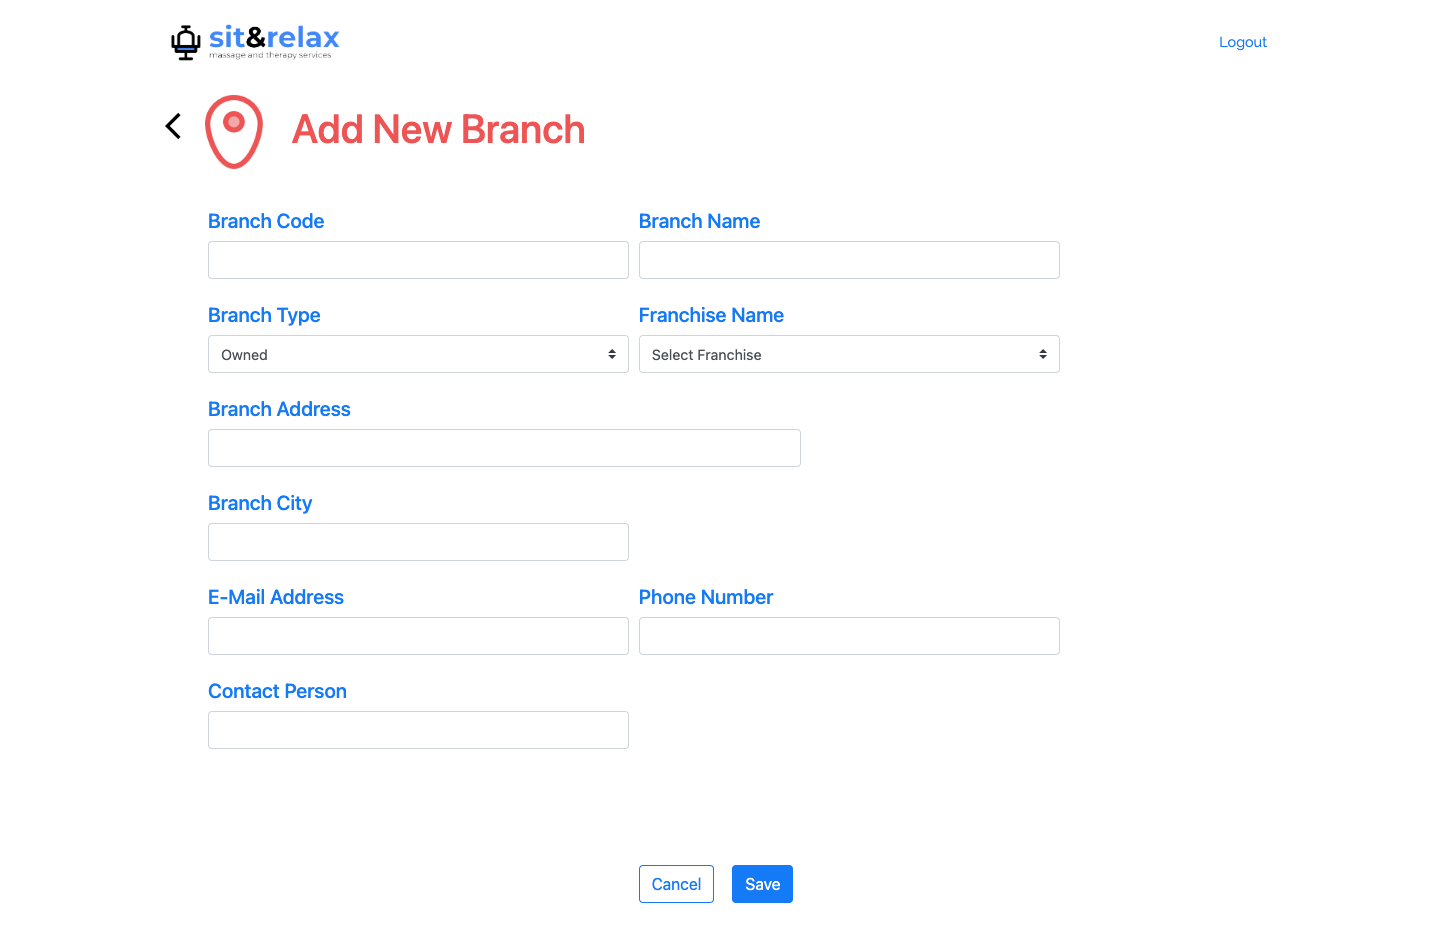 sit&relax
massage and therapy services
Logout
Add New Branch
Branch Code
Branch Name
Branch Type
Franchise Name
Owned
Select Franchise
Branch Address
Branch City
E-Mail Address
Phone Number
Contact Person
Cancel
Save